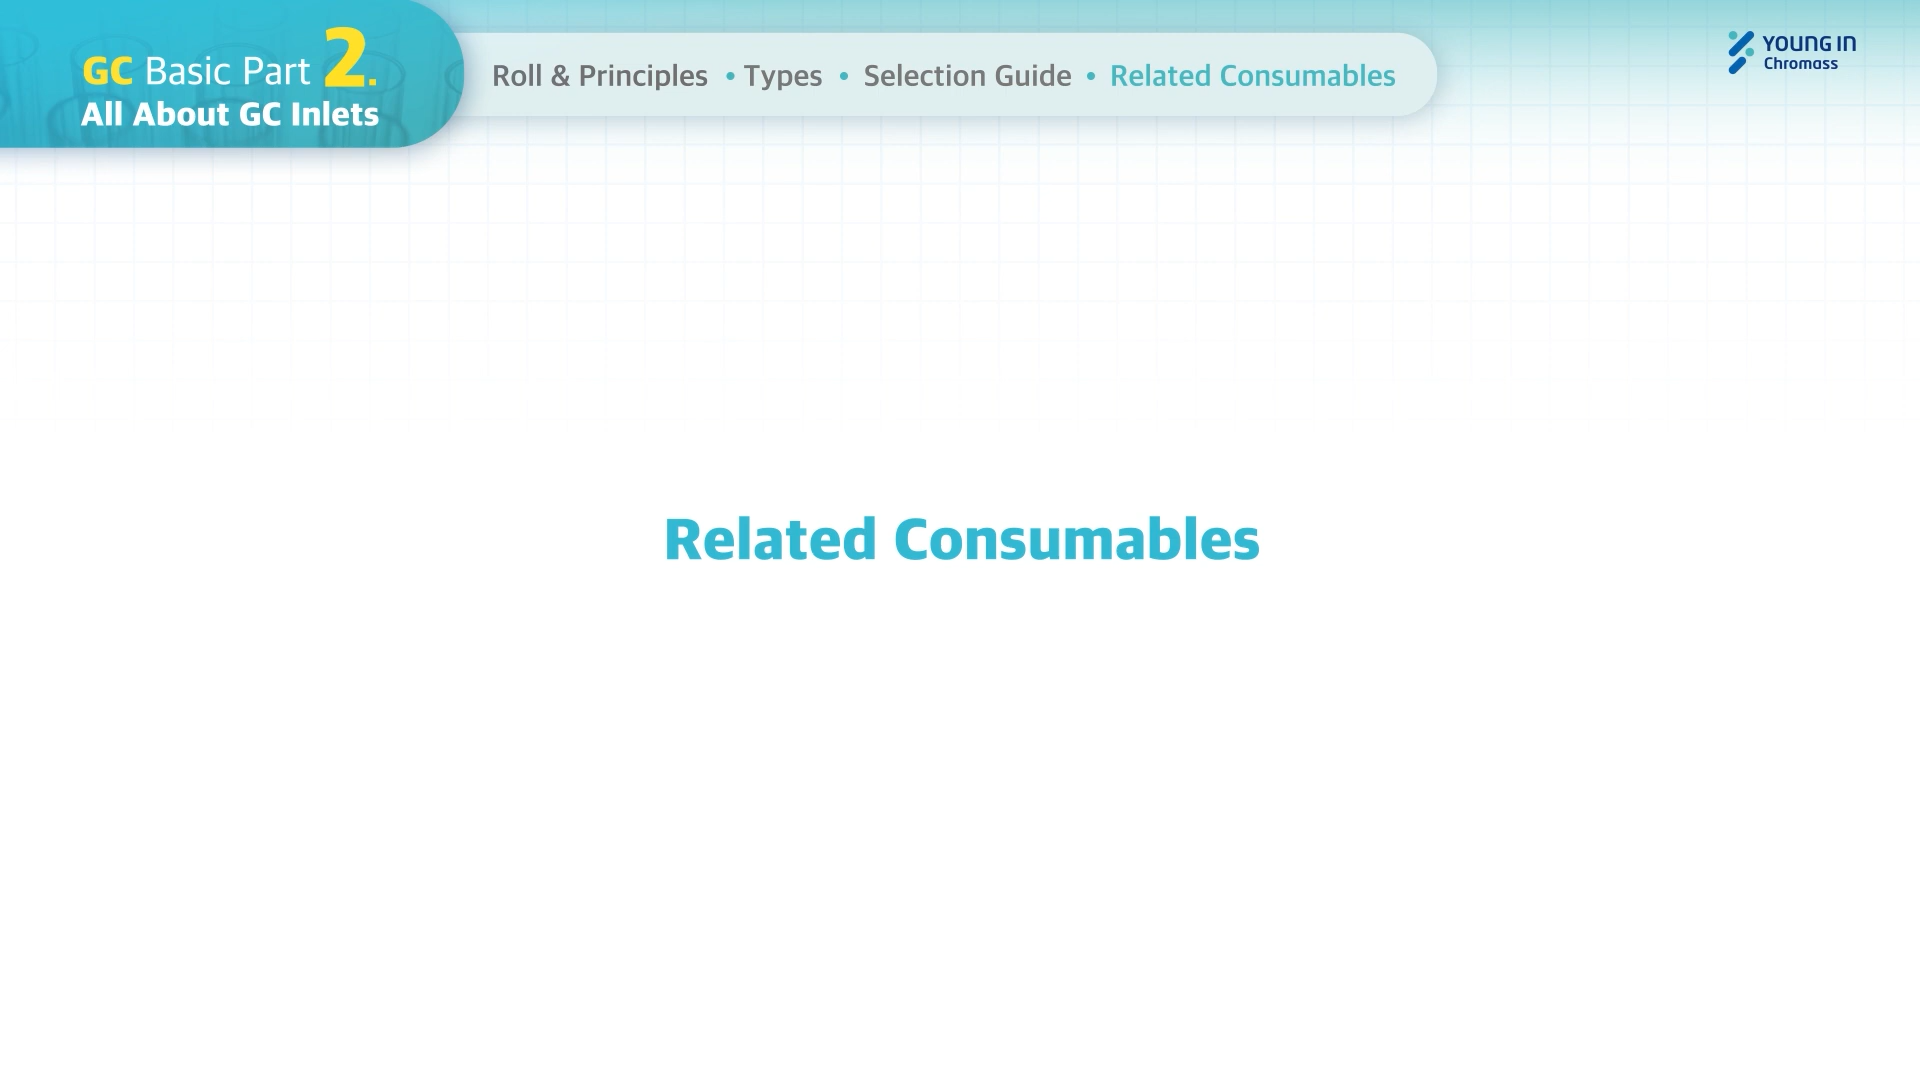 GC Basic Part 2.
All About GC Inlets
Roll & Principles • Types • Selection Guide • Related Consumables
YOUNG IN
Chromass
Related Consumables